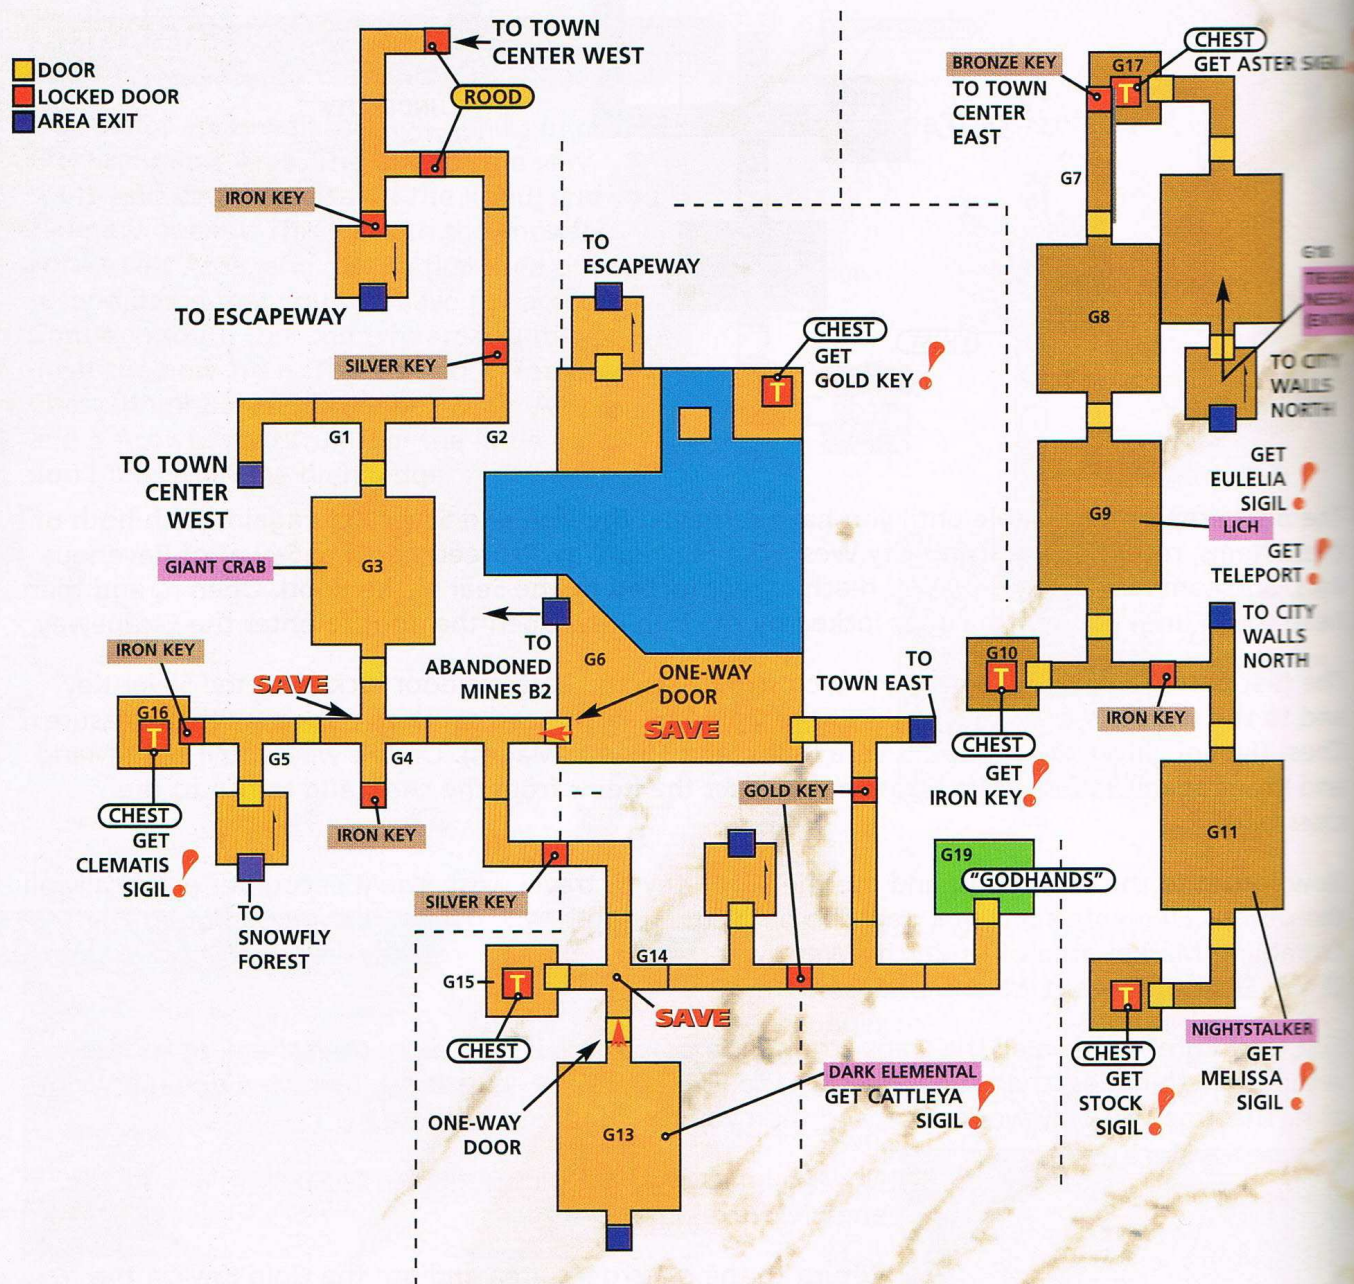 DOOR
LOCKED DOOR
AREA EXIT
TO TOWN
CENTER WEST
ROOD
IRON KEY
TO ESCAPEWAY
SILVER KEY
G1
G2
TO TOWN
CENTER
WEST
GIANT CRAB
G3
IRON KEY
SAVE
G16
T
G5
G4
CHEST
GET
CLEMATIS
SIGIL
IRON KEY
TO
SNOWFLY
FOREST
TO
ESCAPEWAY
CHEST
GET
GOLD KEY
T
TO
ABANDONED
MINES B2
G6
ONE-WAY
DOOR
SAVE
TO
TOWN EAST
GOLD KEY
SILVER KEY
G19
"GODHANDS"
G14
G15
T
CHEST
SAVE
ONE-WAY
DOOR
G13
DARK ELEMENTAL
GET CATTLEYA
SIGIL
BRONZE KEY
TO TOWN
CENTER
EAST
G17
T
CHEST
GET ASTER SIGIL
G7
G8
G18
TO CITY
WALLS
NORTH
GET
EULELIA
SIGIL
G9
LICH
GET
TELEPORT
TO CITY
WALLS
NORTH
G10
T
IRON KEY
CHEST
GET
IRON KEY
G11
NIGHTSTALKER
GET
MELISSA
SIGIL
T
CHEST
GET
STOCK
SIGIL